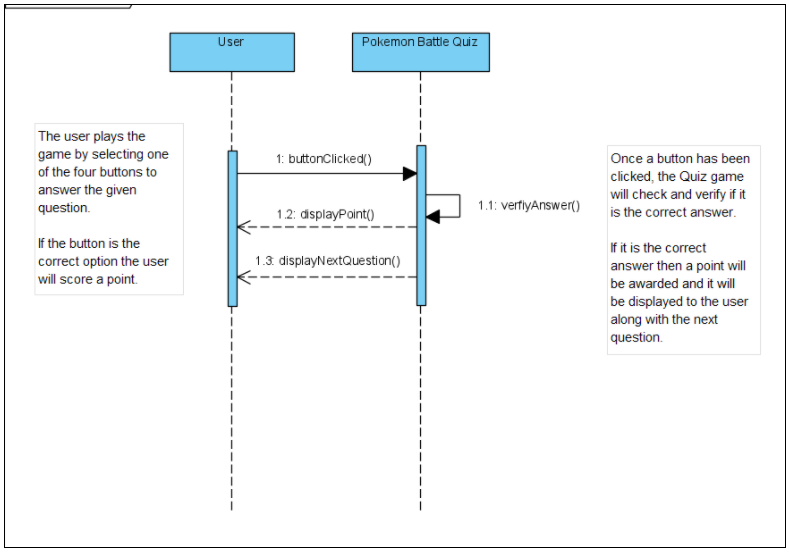 User
Pokemon Battle Quiz
The user plays the
game by selecting one
of the four buttons to
answer the given
question.
If the button is the
correct option the user
will score a point.
1: buttonClicked()
1.1: verfiyAnswer()
1.2: displayPoint()
1.3: displayNextQuestion()
Once a button has been
clicked, the Quiz game
will check and verify if it
is the correct answer.
If it is the correct
answer then a point will
be awarded and it will
be displayed to the user
along with the next
question.